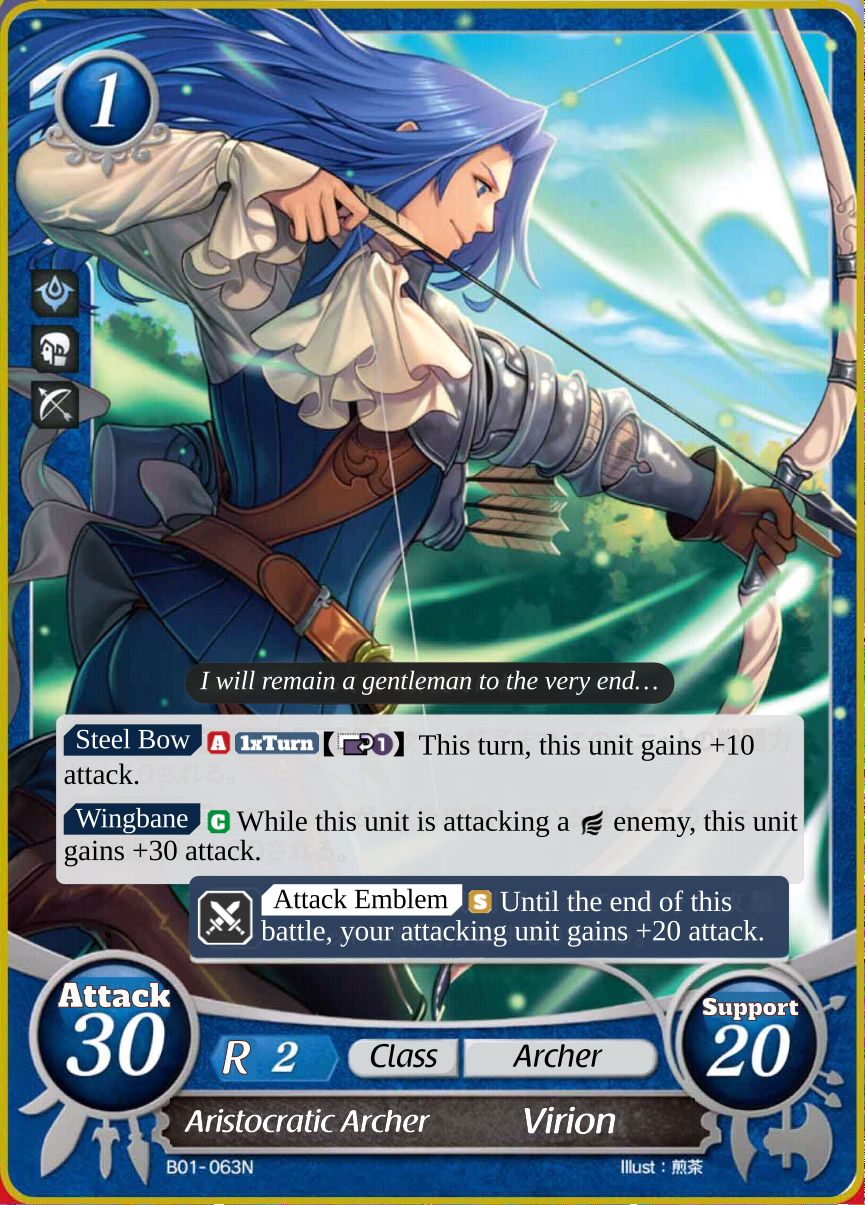 1
I will remain a gentleman to the very end…
Steel Bow A 1xTurn 【1】 This turn, this unit gains +10
attack.
Wingbane C While this unit is attacking a enemy, this unit
gains +30 attack.
Attack Emblem S Until the end of this
battle, your attacking unit gains +20 attack.
Attack
30
R 2 Class Archer
Support
20
Aristocratic Archer Virion
B01-063N Illust：煎茶